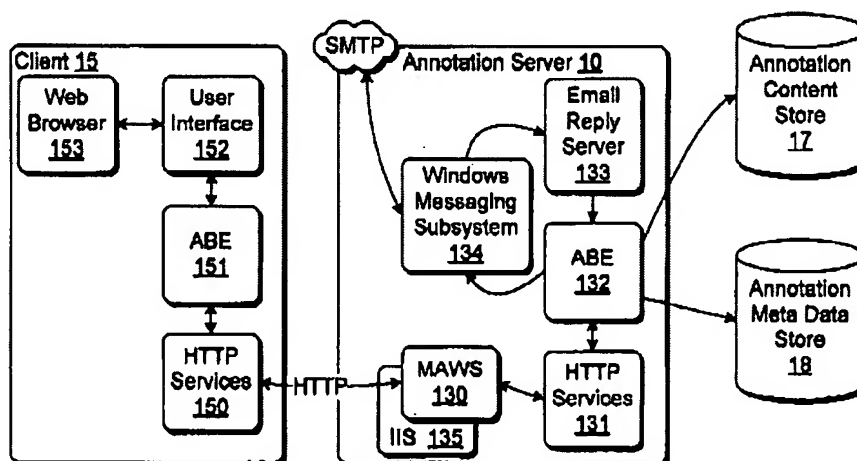 SMTP
Client 15
Web
Browser
153
User
Interface
152
ABE
151
HTTP
Services
150
HTTP
Annotation Server 10
Email
Reply
Server
133
Windows
Messaging
Subsystem
134
ABE
132
MAWS
130
IIS 135
HTTP
Services
131
Annotation
Content
Store
17
Annotation
Meta Data
Store
18